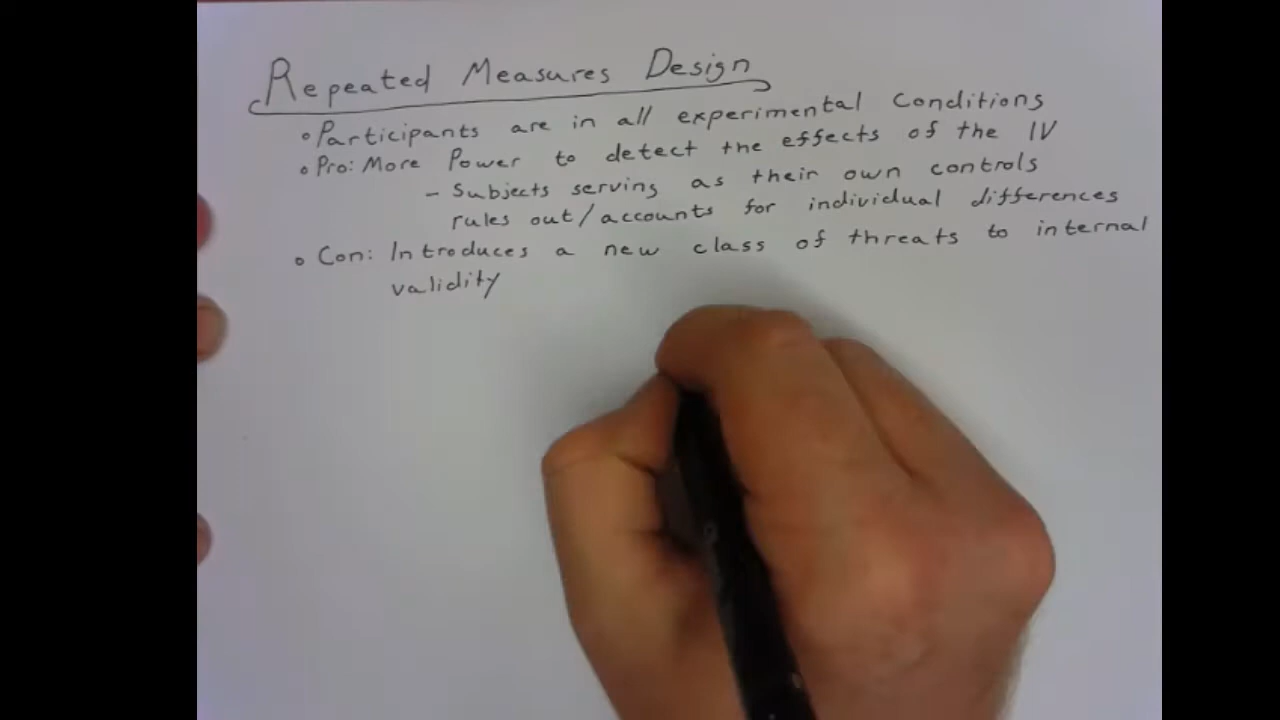 Repeated Measures Design
• Participants are in all experimental conditions
• Pro: More Power to detect the effects of the IV
- Subjects serving as their own controls
rules out/accounts for individual differences
• Con: Introduces a new class of threats to internal
validity